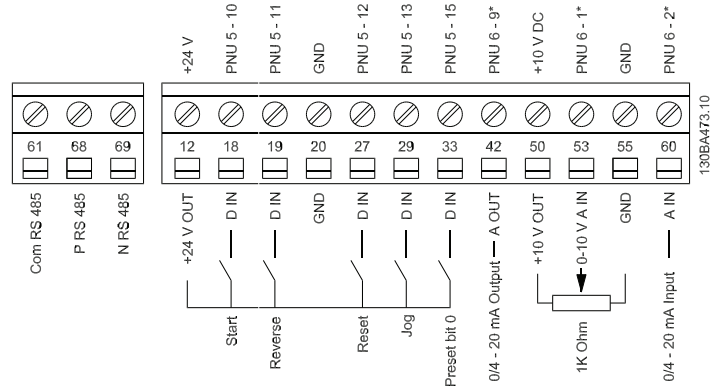 +24 V
PNU 5 - 10
PNU 5 - 11
GND
PNU 5 - 12
PNU 5 - 13
PNU 5 - 15
PNU 6 - 9*
+10 V DC
PNU 6 - 1*
GND
PNU 6 - 2*
61 68 69
12 18 19 20 27 29 33 42 50 53 55 60
130BA473.10
Com RS 485
P RS 485
N RS 485
+24 V OUT
D IN
D IN
GND
D IN
D IN
D IN
0/4 - 20 mA Output A OUT
+10 V OUT
0-10 V A IN
GND
0/4 - 20 mA Input A IN
Start
Reverse
Reset
Jog
Preset bit 0
1K Ohm